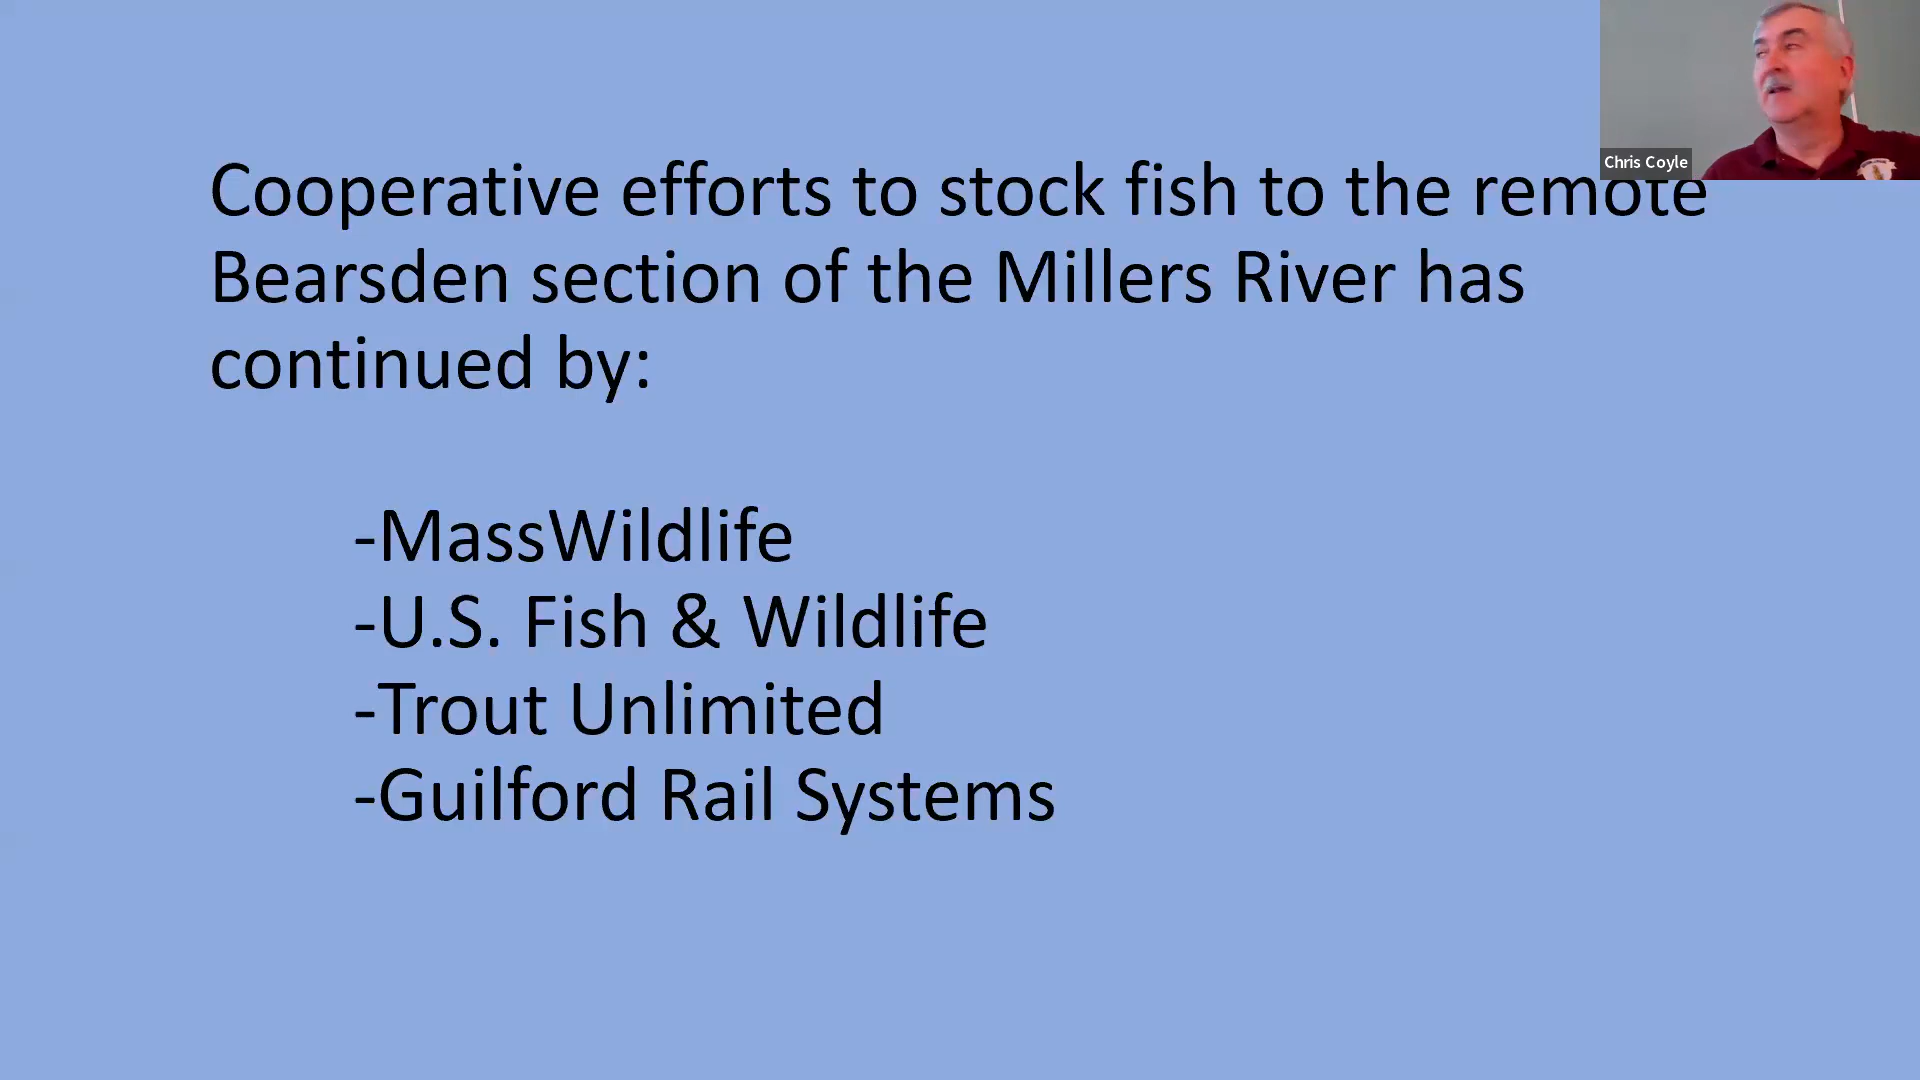 Chris Coyle
Cooperative efforts to stock fish to the remote
Bearsden section of the Millers River has
continued by:
-MassWildlife
-U.S. Fish & Wildlife
-Trout Unlimited
-Guilford Rail Systems